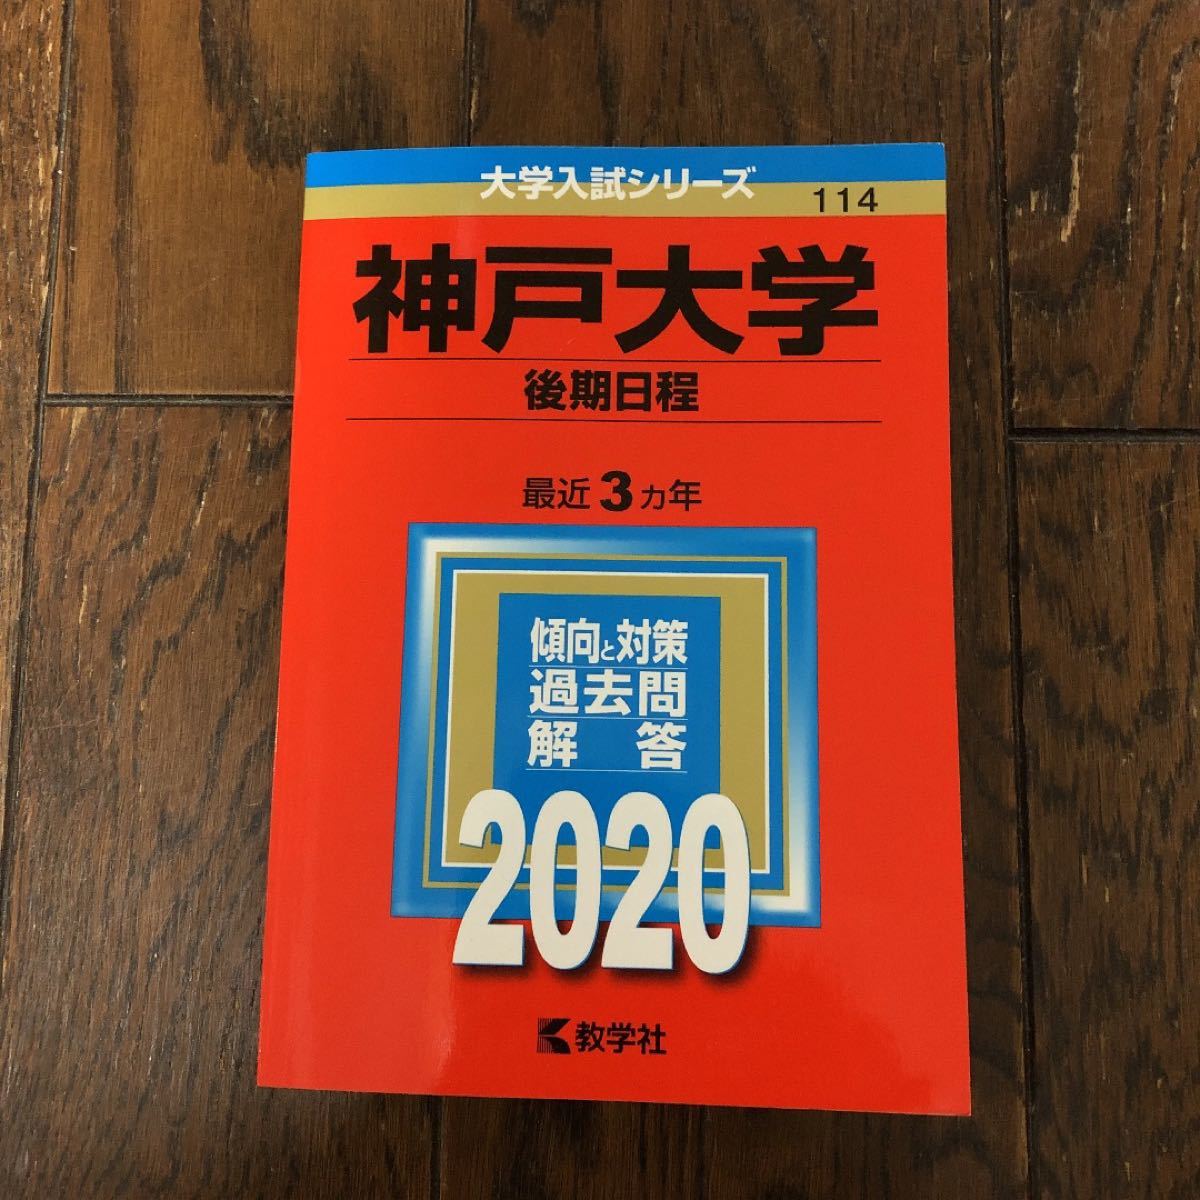 大学入試シリーズ
114
神戸大学
後期日程
最近3カ年
傾向と対策
過去問
解答
2020
教学社